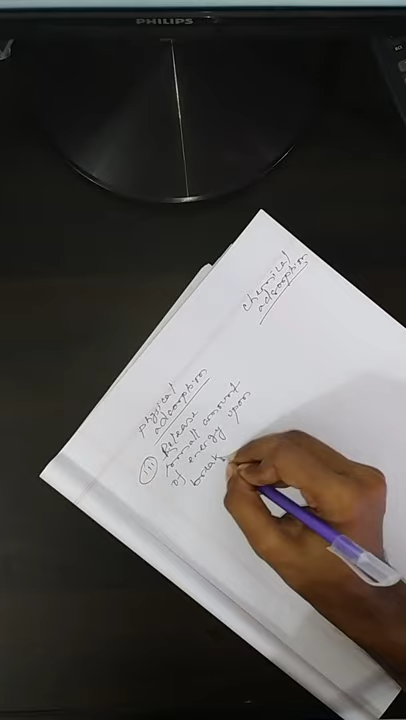 PHILIPS
chemical
adsorption
physical
adsorption
(iii) Release
small amount
of energy upon
break